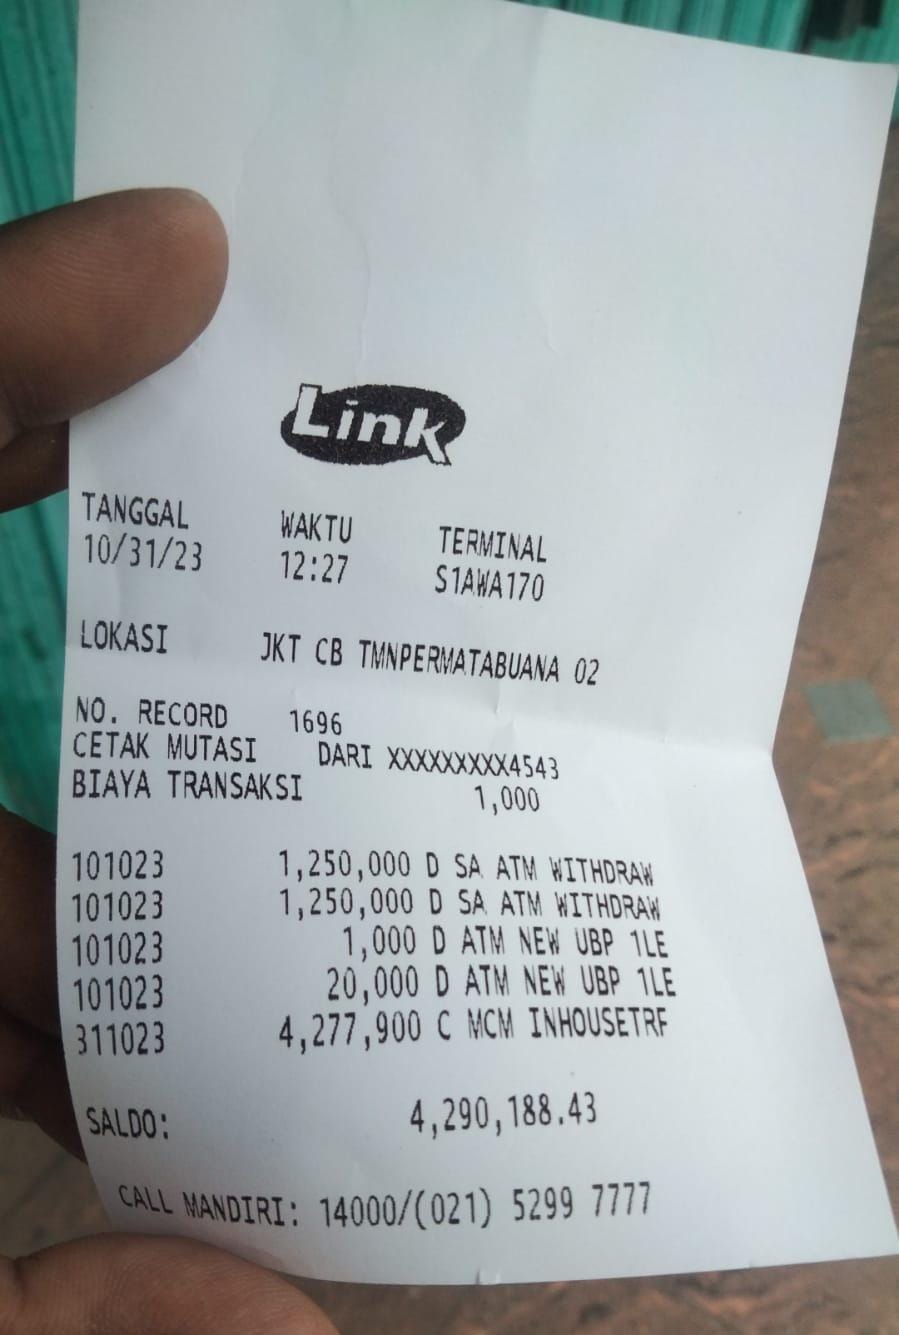 Link
TANGGAL WAKTU TERMINAL
10/31/23 12:27 S1AWA170
LOKASI JKT CB TMNPERMATABUANA 02
NO. RECORD 1696
CETAK MUTASI DARI XXXXXXXXX4543
BIAYA TRANSAKSI 1,000
101023 1,250,000 D SA ATM WITHDRAW
101023 1,250,000 D SA ATM WITHDRAW
101023 1,000 D ATM NEW UBP 1LE
101023 20,000 D ATM NEW UBP 1LE
311023 4,277,900 C MCM INHOUSETRF
SALDO: 4,290,188.43
CALL MANDIRI: 14000/(021) 5299 7777